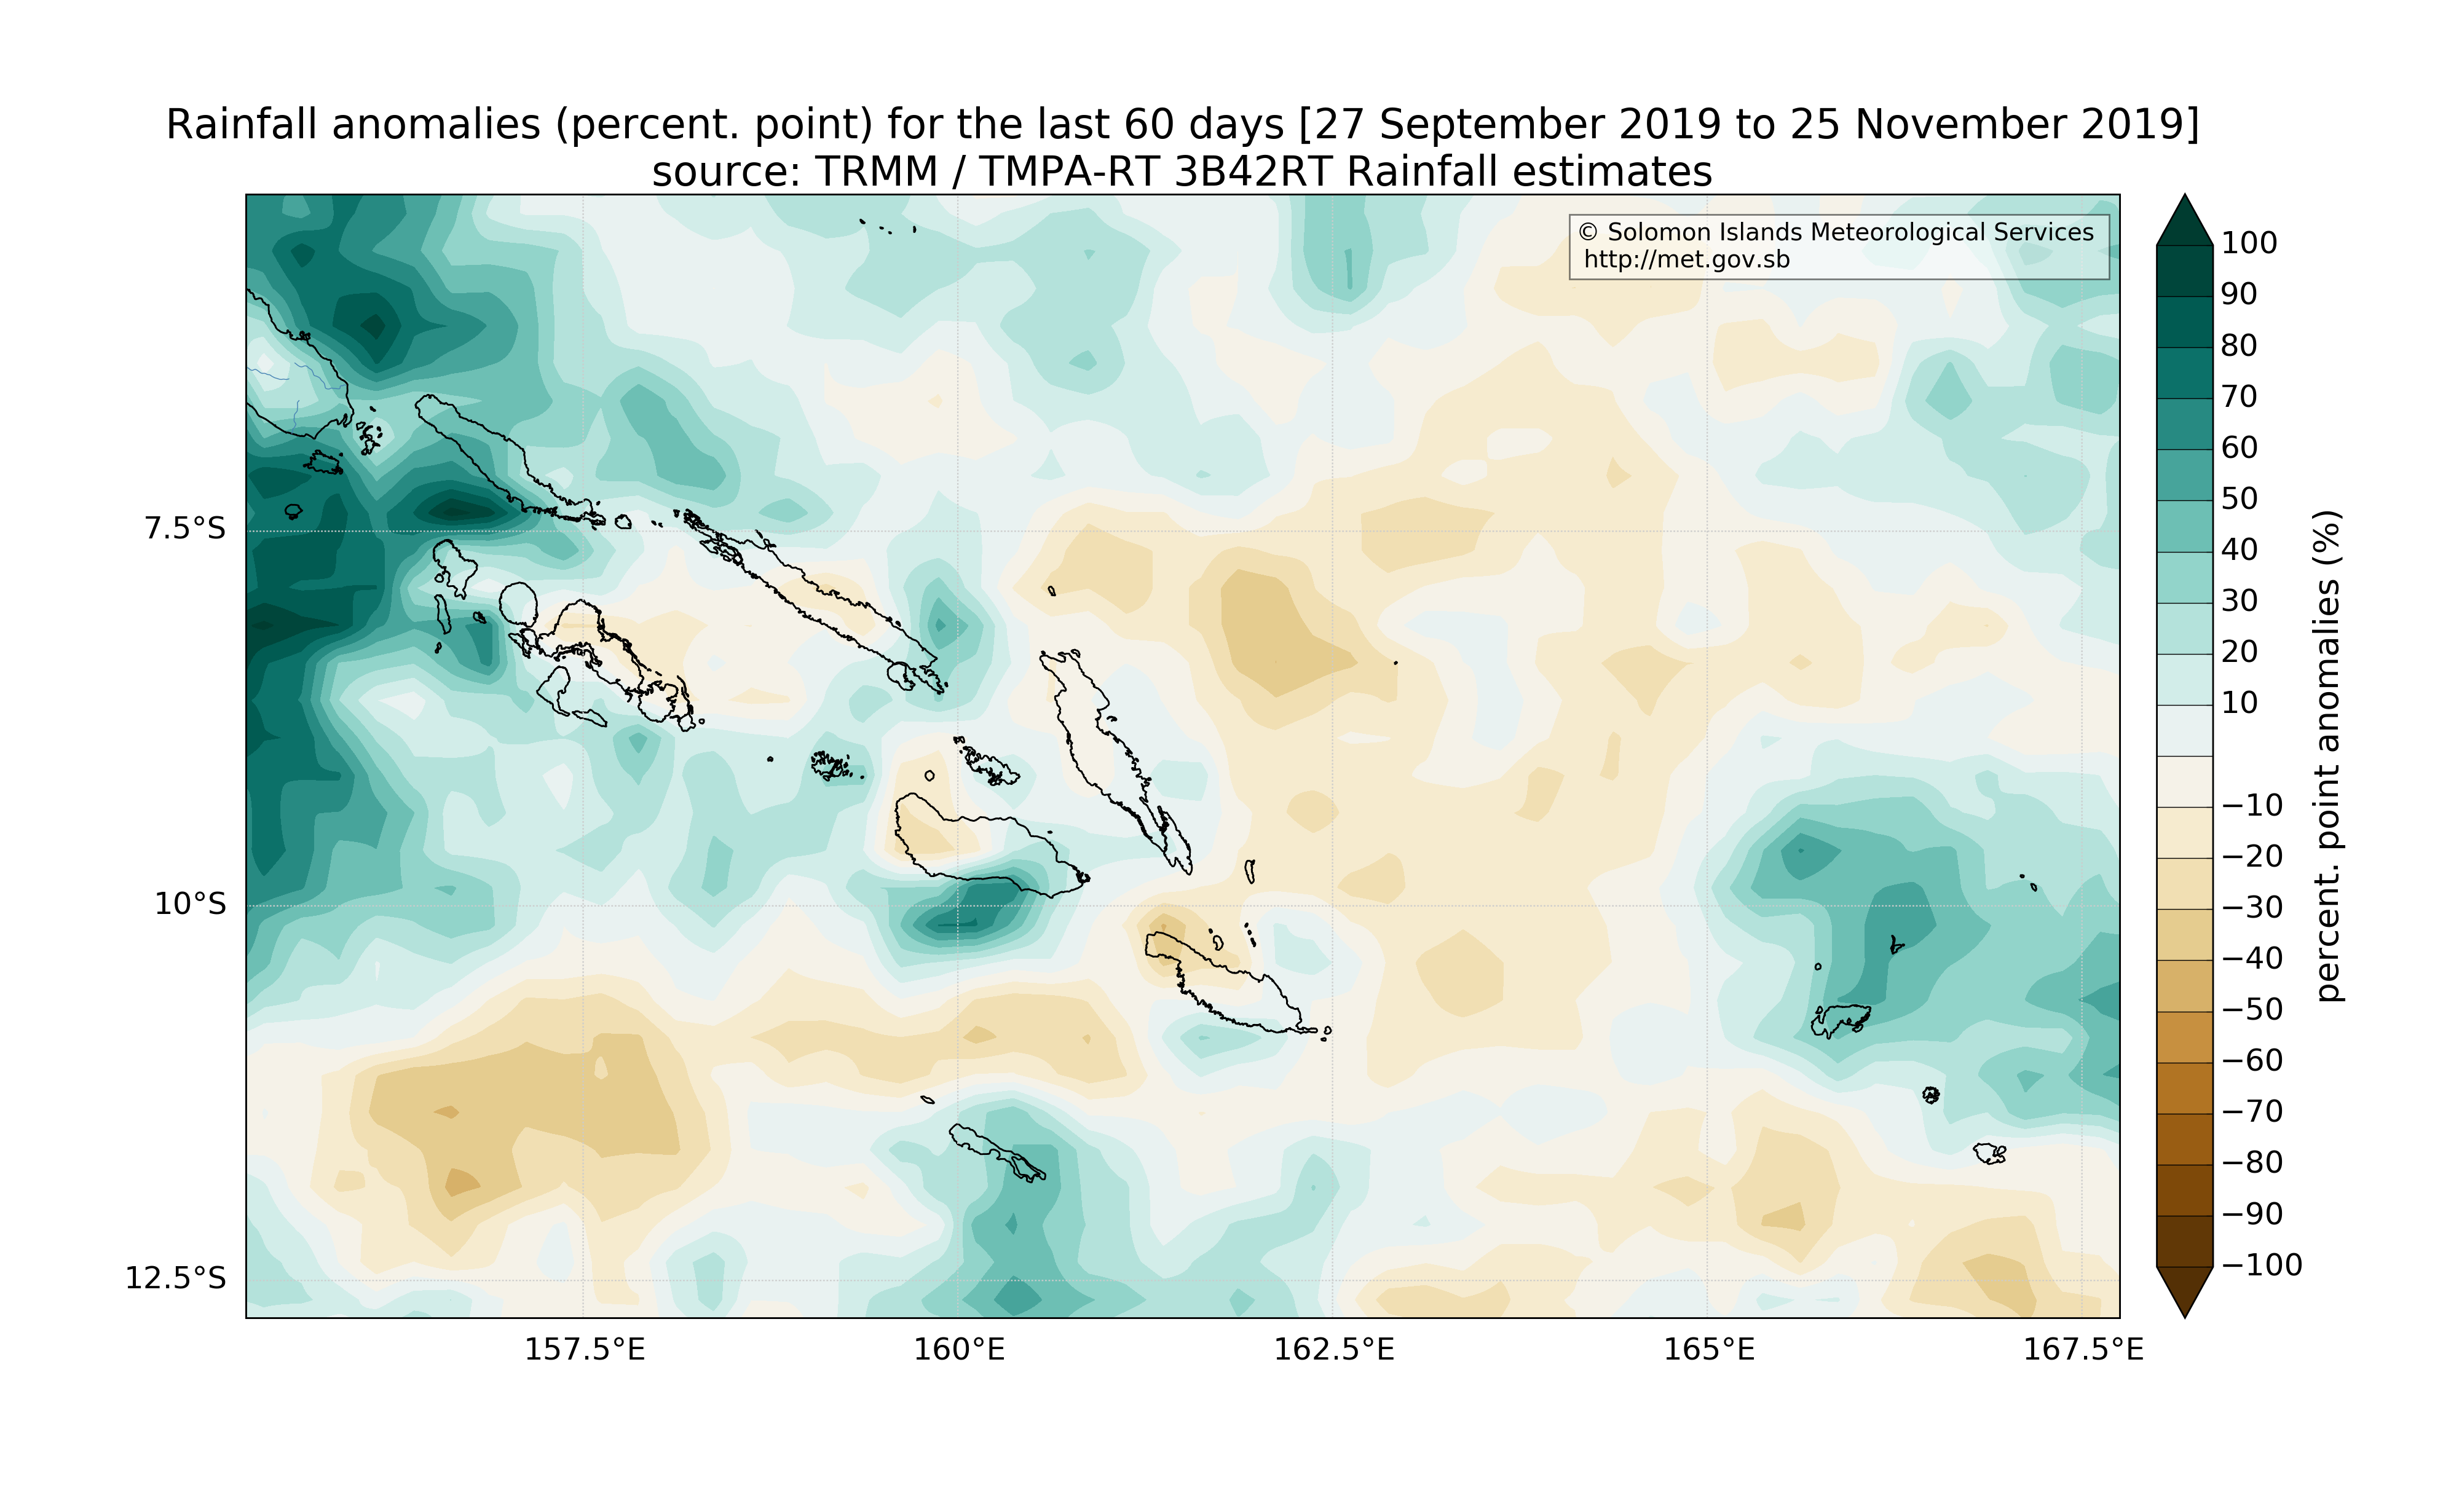 Rainfall anomalies (percent. point) for the last 60 days [27 September 2019 to 25 November 2019]
source: TRMM / TMPA-RT 3B42RT Rainfall estimates
© Solomon Islands Meteorological Services
http://met.gov.sb
7.5°S
10°S
12.5°S
157.5°E
160°E
162.5°E
165°E
167.5°E
100
90
80
70
60
50
40
30
20
10
−10
−20
−30
−40
−50
−60
−70
−80
−90
−100
percent. point anomalies (%)